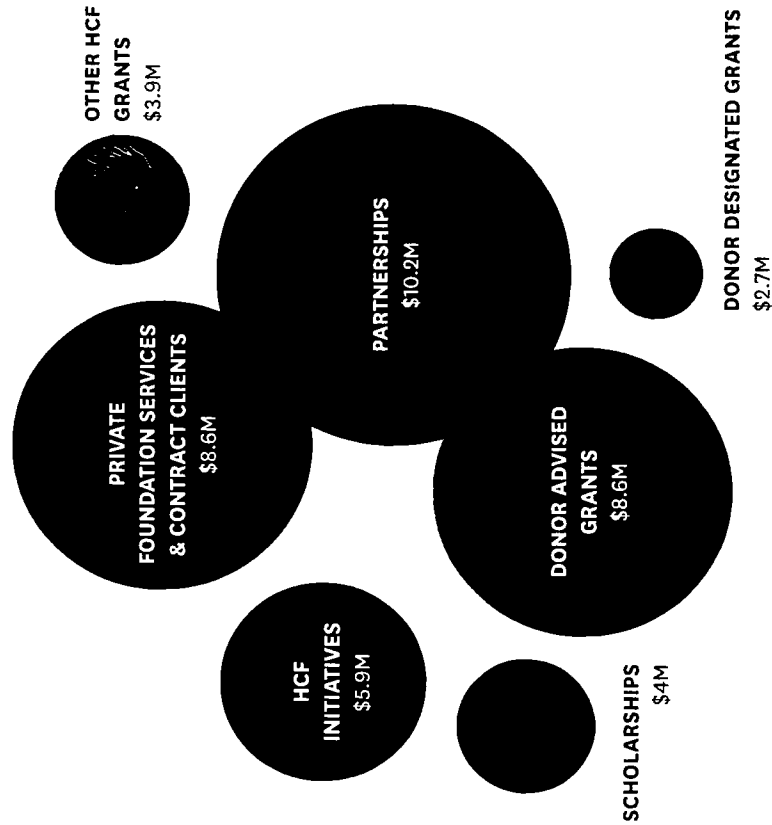 OTHER HCF
GRANTS
$3.9M
PRIVATE
FOUNDATION SERVICES
& CONTRACT CLIENTS
$8.6M
PARTNERSHIPS
$10.2M
HCF
INITIATIVES
$5.9M
DONOR ADVISED
GRANTS
$8.6M
DONOR DESIGNATED GRANTS
$2.7M
SCHOLARSHIPS
$4M